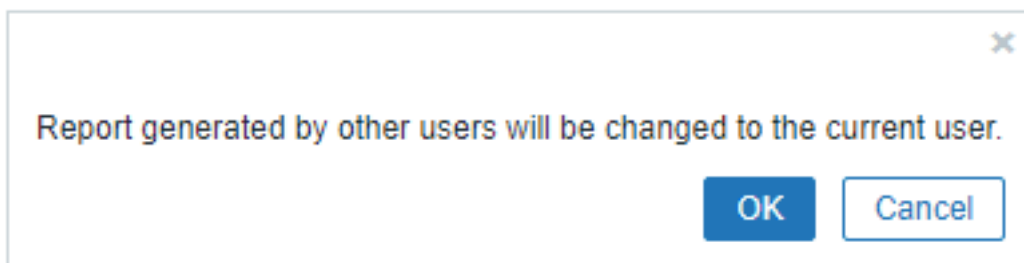 Report generated by other users will be changed to the current user.
OK Cancel